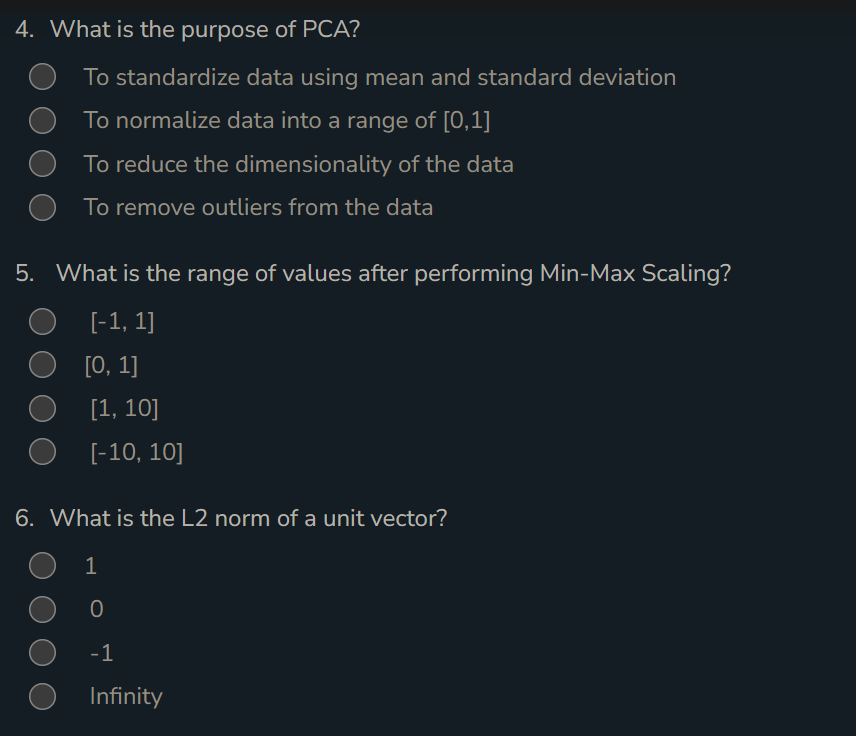 4. What is the purpose of PCA?
To standardize data using mean and standard deviation
To normalize data into a range of [0,1]
To reduce the dimensionality of the data
To remove outliers from the data
5. What is the range of values after performing Min-Max Scaling?
[-1, 1]
[0, 1]
[1, 10]
[-10, 10]
6. What is the L2 norm of a unit vector?
1
0
-1
Infinity